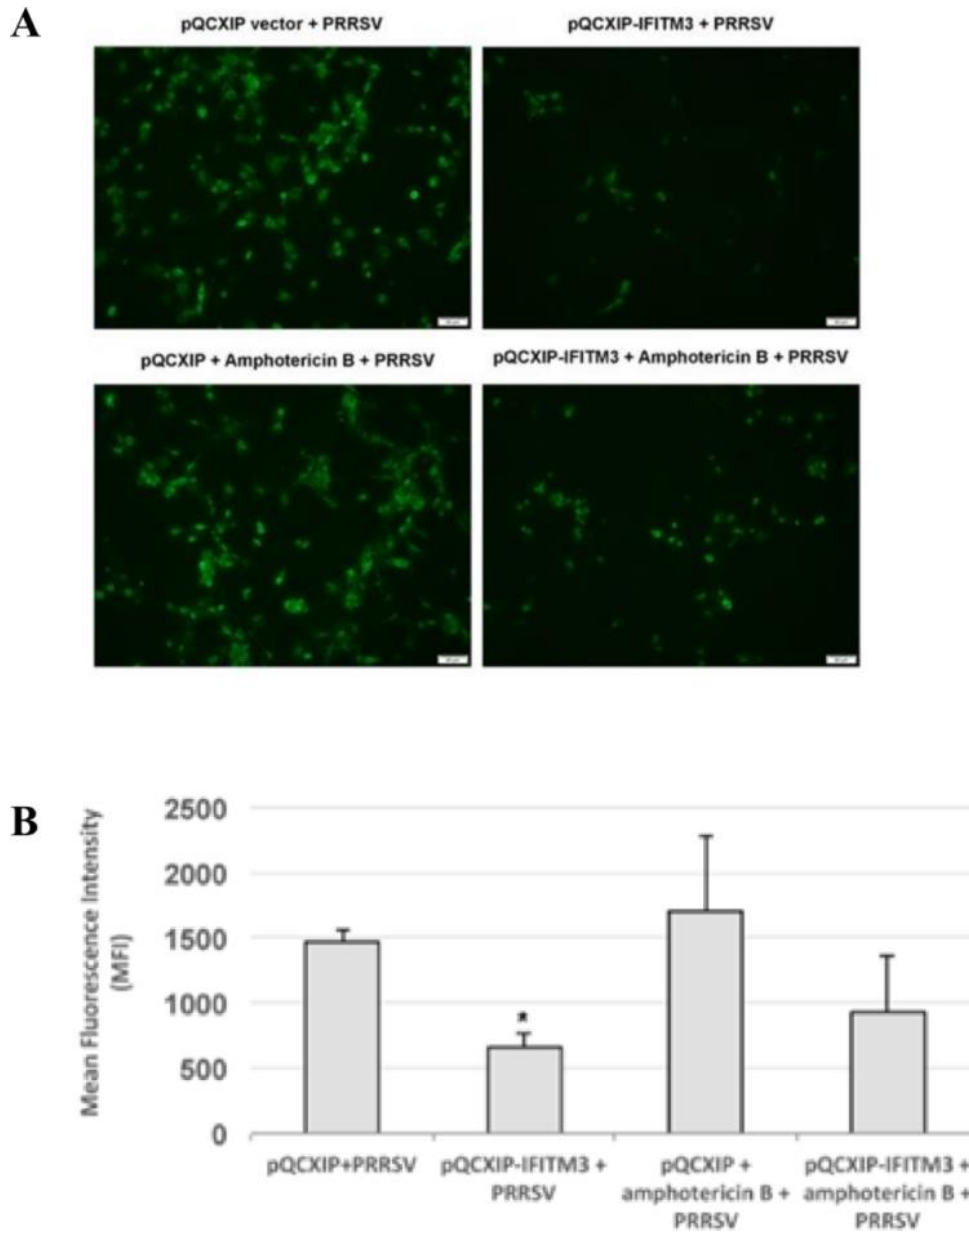 A
pQCXIP vector + PRRSV
pQCXIP-IFITM3 + PRRSV
pQCXIP + Amphotericin B + PRRSV
pQCXIP-IFITM3 + Amphotericin B + PRRSV
B
Mean Fluorescence Intensity
(MFI)
2500
2000
1500
1000
500
0
*
pQCXIP+PRRSV
pQCXIP-IFITM3 +
PRRSV
pQCXIP +
amphotericin B +
PRRSV
pQCXIP-IFITM3 +
amphotericin B +
PRRSV